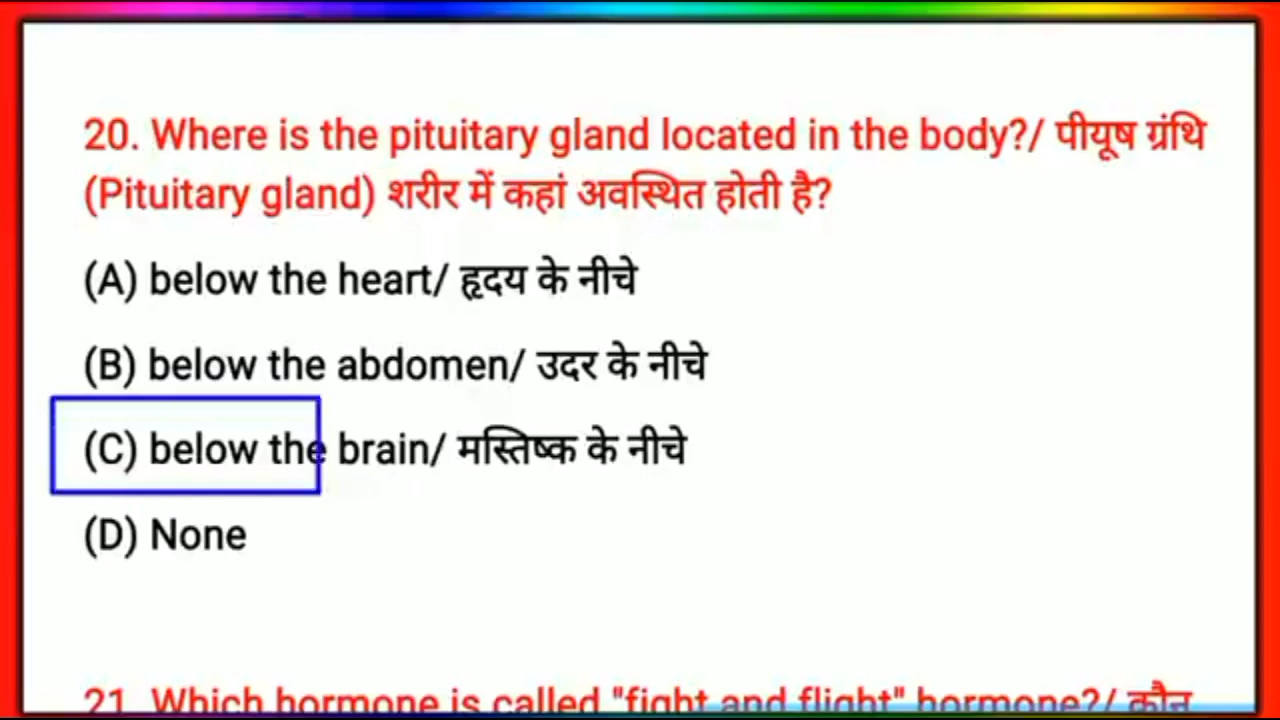 20. Where is the pituitary gland located in the body?/ पीयूष ग्रंथि
(Pituitary gland) शरीर में कहां अवस्थित होती है?
(A) below the heart/ हृदय के नीचे
(B) below the abdomen/ उदर के नीचे
(C) below the brain/ मस्तिष्क के नीचे
(D) None
21. Which hormone is called "fight and flight" hormone?/ कौन